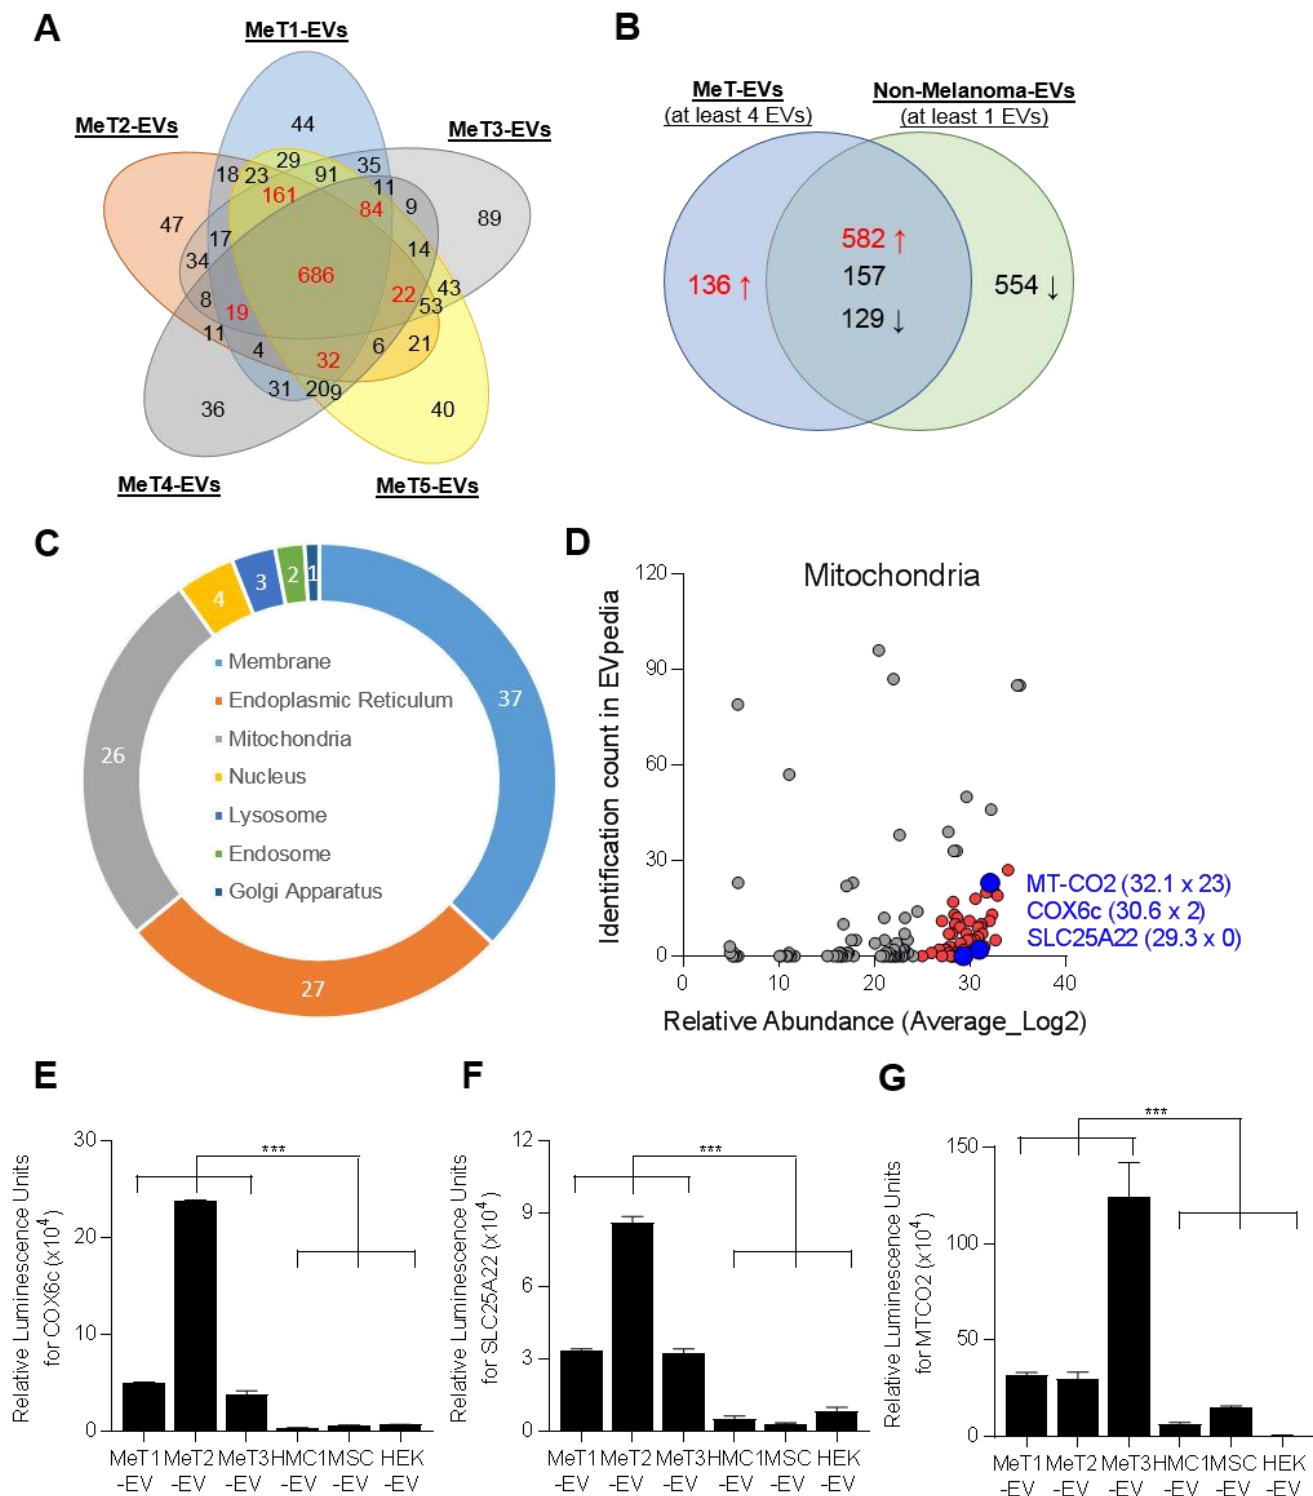 A
MeT1-EVs
MeT2-EVs
MeT3-EVs
44
29
35
18
23
91
11
161
84
9
89
47
17
14
34
686
43
8
22
53
19
11
4
32
6
21
31
20
9
36
40
MeT4-EVs
MeT5-EVs
B
MeT-EVs
(at least 4 EVs)
Non-Melanoma-EVs
(at least 1 EVs)
136 ↑
582 ↑
157
129 ↓
554 ↓
C
4
3
2
1
37
26
27
Membrane
Endoplasmic Reticulum
Mitochondria
Nucleus
Lysosome
Endosome
Golgi Apparatus
D
Mitochondria
Identification count in EVpedia
120
90
60
30
0
MT-CO2 (32.1 x 23)
COX6c (30.6 x 2)
SLC25A22 (29.3 x 0)
0 10 20 30 40
Relative Abundance (Average_Log2)
E
Relative Luminescence Units
for COX6c (x10⁴)
30
20
10
0
***
MeT1 MeT2 MeT3 HMC1 MSC HEK
-EV -EV -EV -EV -EV -EV
F
Relative Luminescence Units
for SLC25A22 (x10⁴)
12
9
6
3
0
***
MeT1 MeT2 MeT3 HMC1 MSC HEK
-EV -EV -EV -EV -EV -EV
G
Relative Luminescence Units
for MTCO2 (x10⁴)
150
100
50
0
***
MeT1 MeT2 MeT3 HMC1 MSC HEK
-EV -EV -EV -EV -EV -EV